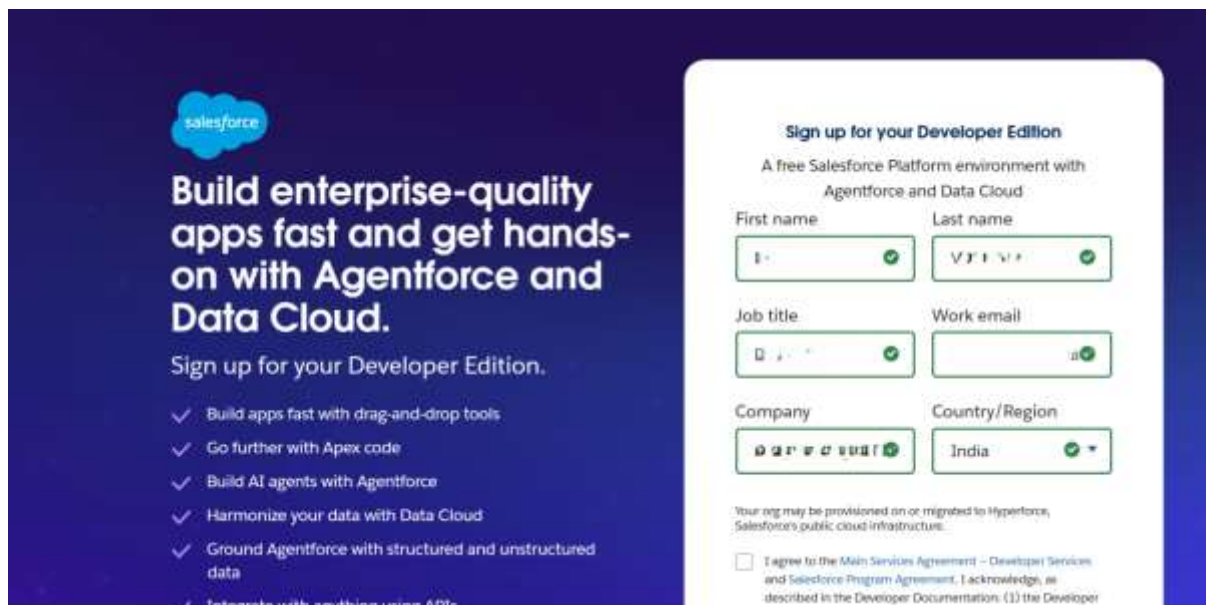 salesforce
Build enterprise-quality
apps fast and get hands-
on with Agentforce and
Data Cloud.
Sign up for your Developer Edition.
Build apps fast with drag-and-drop tools
Go further with Apex code
Build AI agents with Agentforce
Harmonize your data with Data Cloud
Ground Agentforce with structured and unstructured
data
Integrate with anything using APIs
Sign up for your Developer Edition
A free Salesforce Platform environment with
Agentforce and Data Cloud
First name
Last name
Job title
Work email
Company
Country/Region
India
Your org may be provisioned on or migrated to Hyperforce,
Salesforce's public cloud infrastructure.
I agree to the Main Services Agreement – Developer Services
and Salesforce Program Agreement. I acknowledge, as
described in the Developer Documentation: (1) the Developer